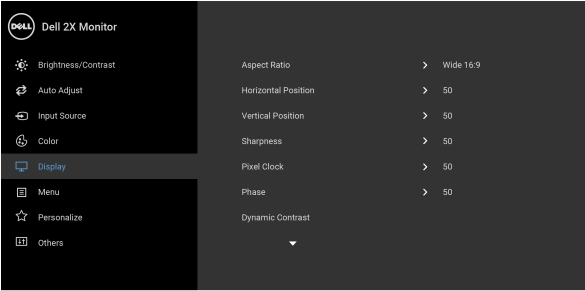 DELL Dell 2X Monitor
Brightness/Contrast
Auto Adjust
Input Source
Color
Display
Menu
Personalize
Others
Aspect Ratio > Wide 16:9
Horizontal Position > 50
Vertical Position > 50
Sharpness > 50
Pixel Clock > 50
Phase > 50
Dynamic Contrast